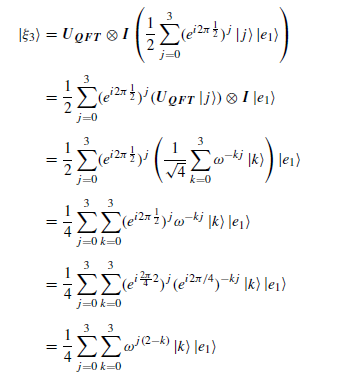 |ξ3⟩ = U_QFT ⊗ I ( 1/2 ∑_{j=0}^{3} (e^{i2π 1/2})^j |j⟩ |e₁⟩ )
= 1/2 ∑_{j=0}^{3} (e^{i2π 1/2})^j (U_QFT |j⟩) ⊗ I |e₁⟩
= 1/2 ∑_{j=0}^{3} (e^{i2π 1/2})^j ( 1/√4 ∑_{k=0}^{3} ω^{-kj} |k⟩ ) |e₁⟩
= 1/4 ∑_{j=0}^{3} ∑_{k=0}^{3} (e^{i2π 1/2})^j ω^{-kj} |k⟩ |e₁⟩
= 1/4 ∑_{j=0}^{3} ∑_{k=0}^{3} (e^{i 2π/4 2})^j (e^{i2π/4})^{-kj} |k⟩ |e₁⟩
= 1/4 ∑_{j=0}^{3} ∑_{k=0}^{3} ω^{j(2-k)} |k⟩ |e₁⟩